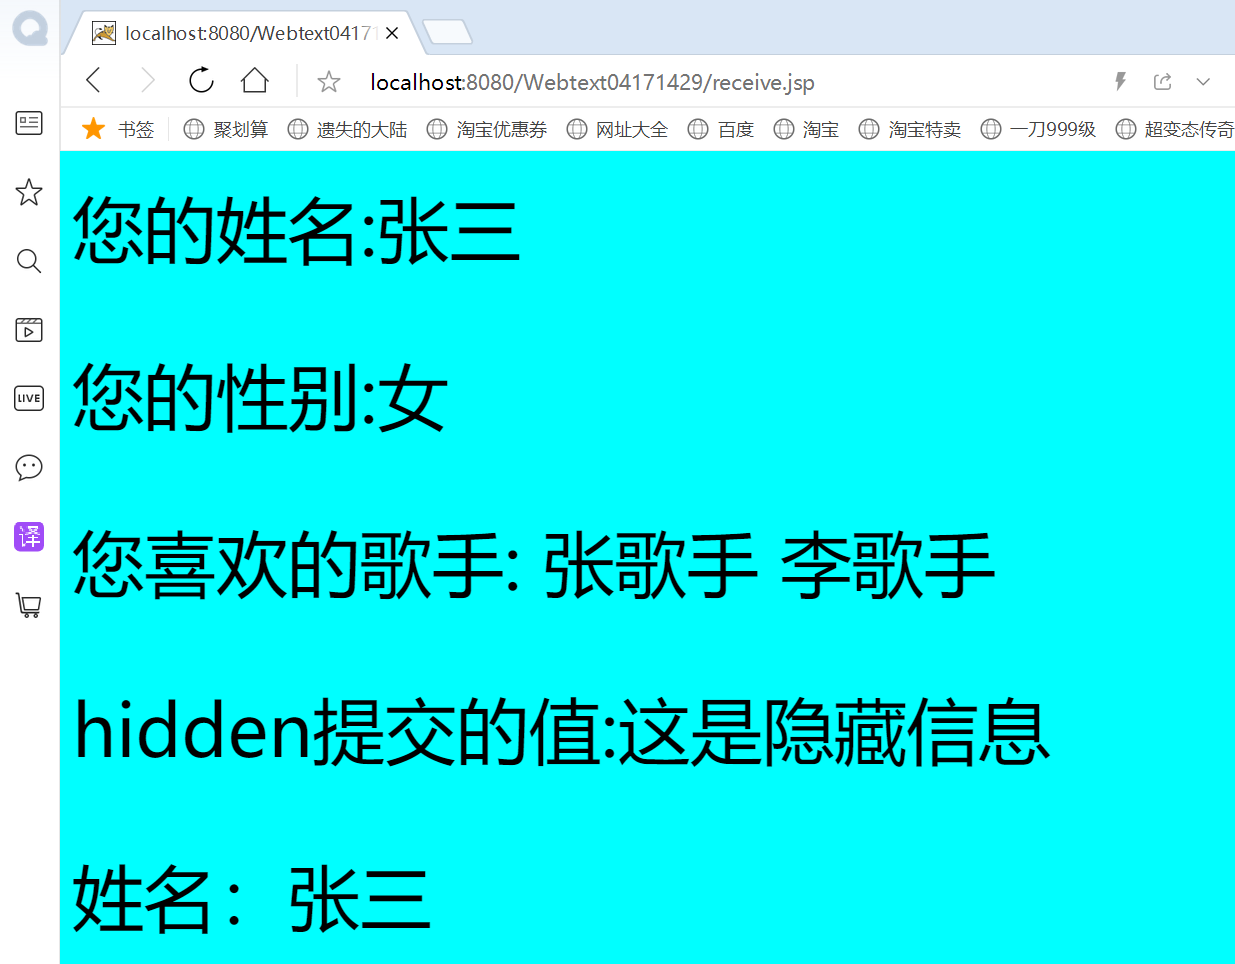 localhost:8080/Webtext0417
localhost:8080/Webtext04171429/receive.jsp
书签 聚划算 遗失的大陆 淘宝优惠券 网址大全 百度 淘宝 淘宝特卖 一刀999级 超变态传奇
您的姓名:张三
您的性别:女
LIVE
您喜欢的歌手: 张歌手 李歌手
译
hidden提交的值:这是隐藏信息
姓名：张三